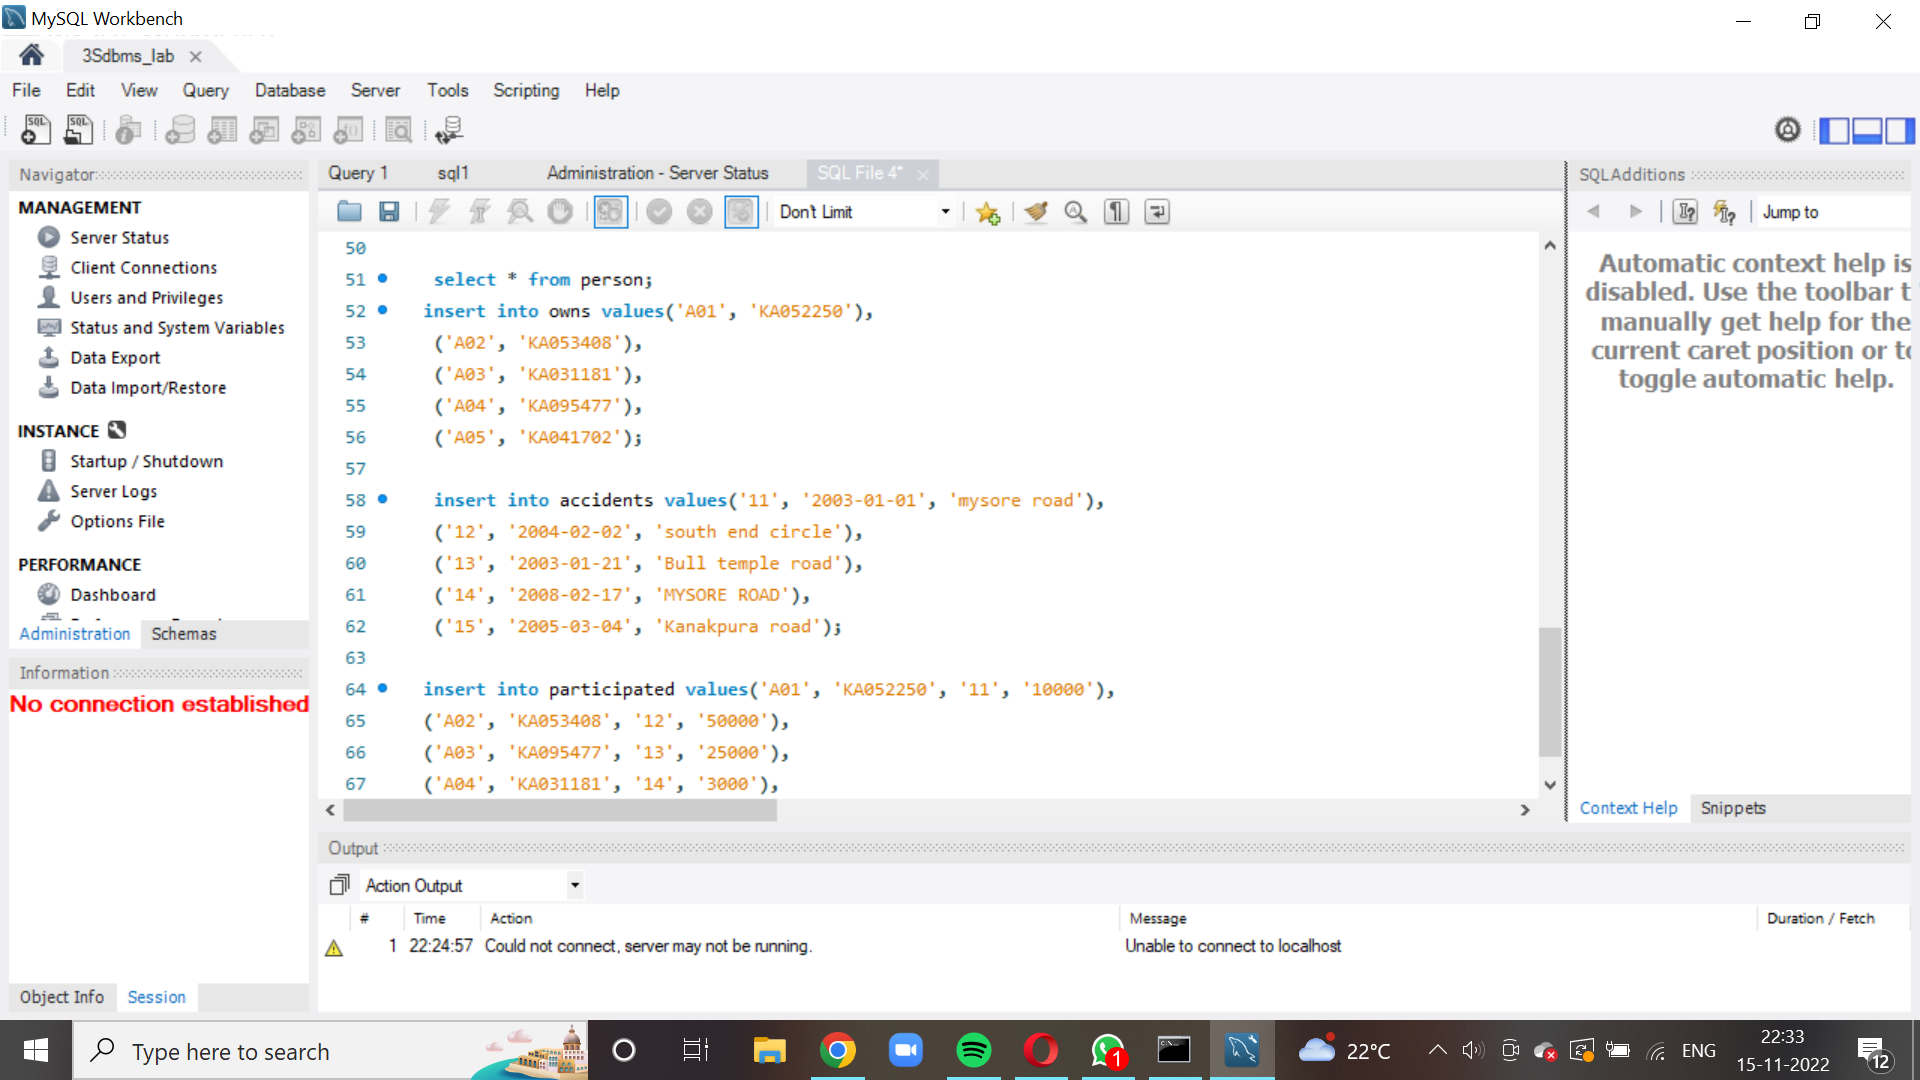 MySQL Workbench
3Sdbms_lab
File Edit View Query Database Server Tools Scripting Help
Navigator
MANAGEMENT
Server Status
Client Connections
Users and Privileges
Status and System Variables
Data Export
Data Import/Restore
INSTANCE
Startup / Shutdown
Server Logs
Options File
PERFORMANCE
Dashboard
Administration Schemas
Information
No connection established
Object Info Session
Query 1 sql1 Administration - Server Status SQL File 4*
Don't Limit
50
51 select * from person;
52 insert into owns values('A01', 'KA052250'),
53 ('A02', 'KA053408'),
54 ('A03', 'KA031181'),
55 ('A04', 'KA095477'),
56 ('A05', 'KA041702');
57
58 insert into accidents values('11', '2003-01-01', 'mysore road'),
59 ('12', '2004-02-02', 'south end circle'),
60 ('13', '2003-01-21', 'Bull temple road'),
61 ('14', '2008-02-17', 'MYSORE ROAD'),
62 ('15', '2005-03-04', 'Kanakpura road');
63
64 insert into participated values('A01', 'KA052250', '11', '10000'),
65 ('A02', 'KA053408', '12', '50000'),
66 ('A03', 'KA095477', '13', '25000'),
67 ('A04', 'KA031181', '14', '3000'),
SQLAdditions
Jump to
Automatic context help is
disabled. Use the toolbar t
manually get help for the
current caret position or to
toggle automatic help.
Context Help Snippets
Output
Action Output
# Time Action Message Duration / Fetch
1 22:24:57 Could not connect, server may not be running. Unable to connect to localhost
Type here to search
1
22°C
ENG
22:33
15-11-2022
12